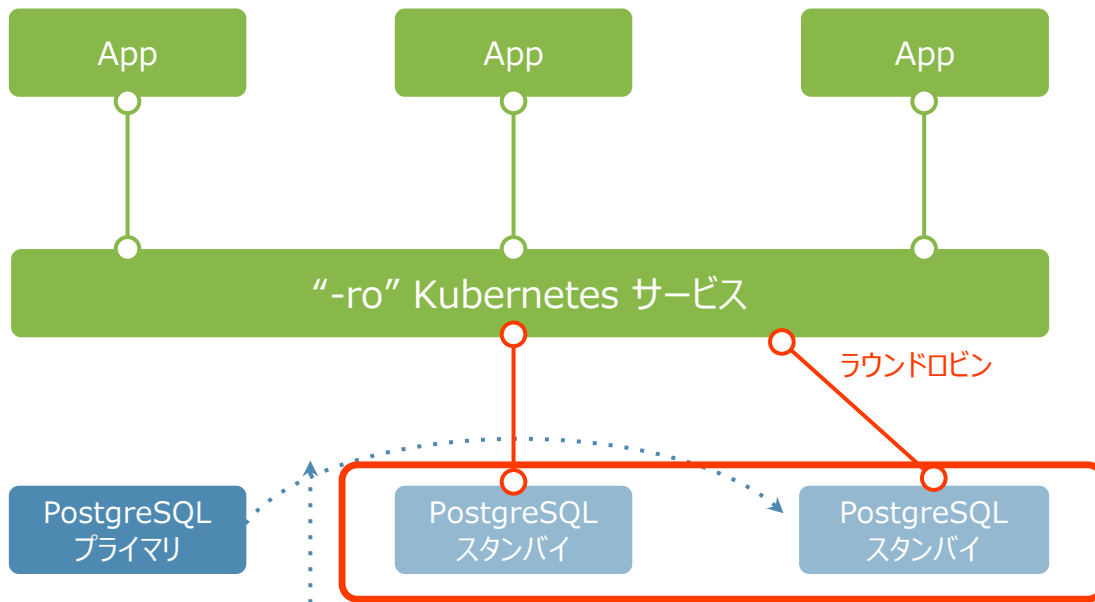 App
App
App
“-ro” Kubernetes サービス
ラウンドロビン
PostgreSQL
プライマリ
PostgreSQL
スタンバイ
PostgreSQL
スタンバイ